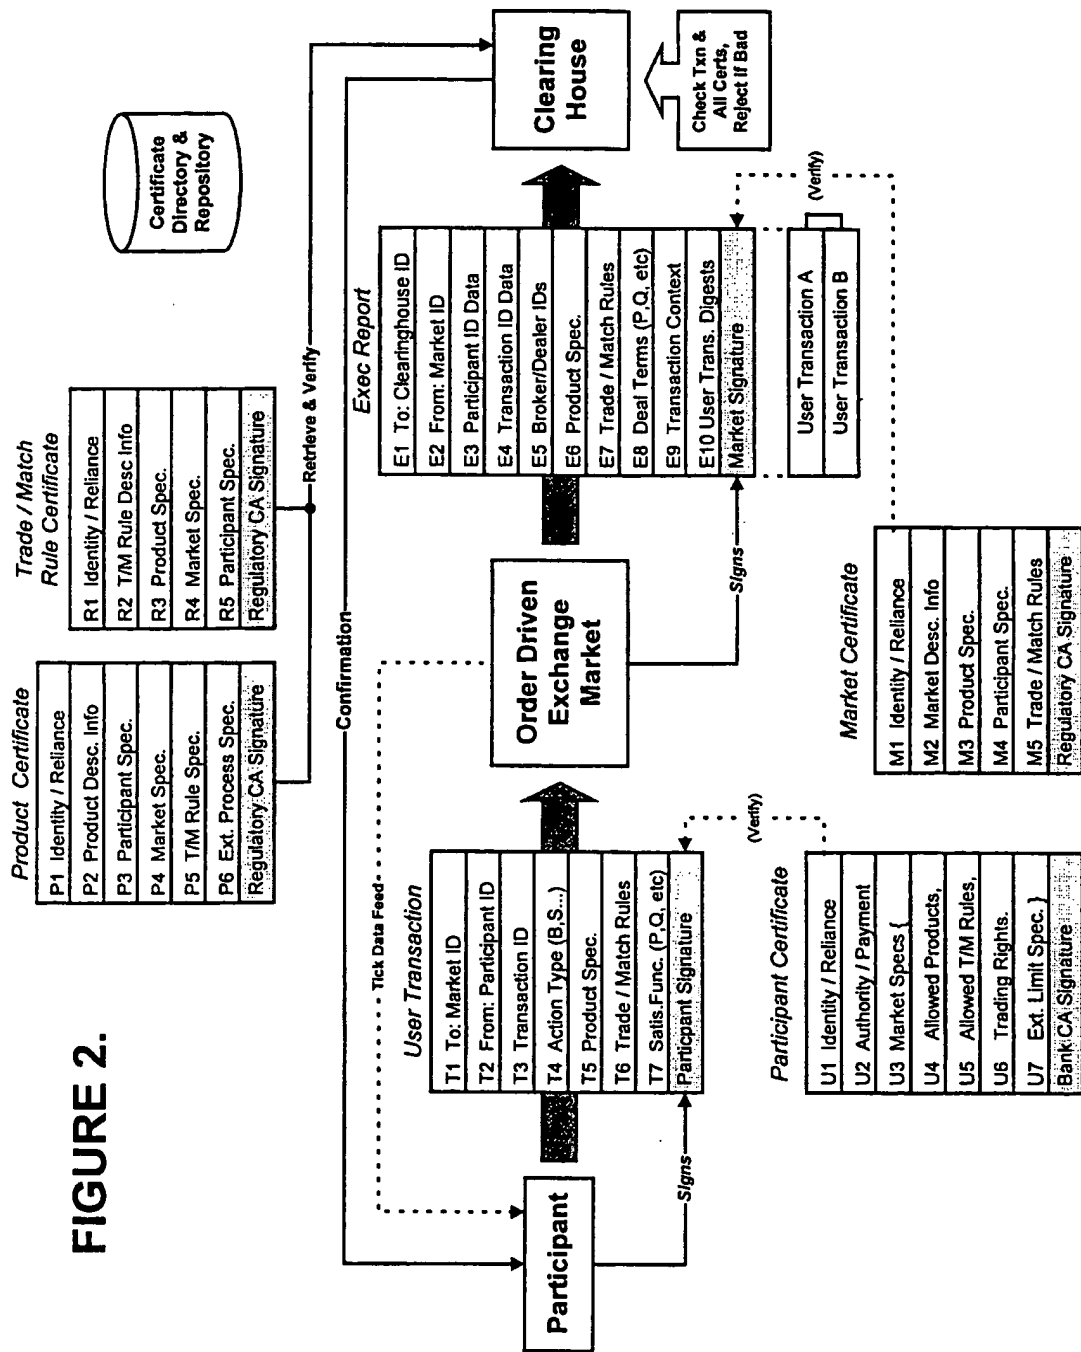 FIGURE 2.
Product Certificate
P1 Identity / Reliance
P2 Product Desc. Info
P3 Participant Spec.
P4 Market Spec.
P5 T/M Rule Spec.
P6 Ext. Process Spec.
Regulatory CA Signature
Trade / Match
Rule Certificate
R1 Identity / Reliance
R2 T/M Rule Desc Info
R3 Product Spec.
R4 Market Spec.
R5 Participant Spec.
Regulatory CA Signature
Certificate
Directory &
Repository
Retrieve & Verify
Confirmation
Tick Data Feed
Participant
Signs
User Transaction
T1 To: Market ID
T2 From: Participant ID
T3 Transaction ID
T4 Action Type (B,S...)
T5 Product Spec.
T6 Trade / Match Rules
T7 Satis.Func. (P,Q, etc)
Particpant Signature
(Verify)
Order Driven
Exchange
Market
Signs
Exec Report
E1 To: Clearinghouse ID
E2 From: Market ID
E3 Participant ID Data
E4 Transaction ID Data
E5 Broker/Dealer IDs
E6 Product Spec.
E7 Trade / Match Rules
E8 Deal Terms (P,Q, etc)
E9 Transaction Context
E10 User Trans. Digests
Market Signature
User Transaction A
User Transaction B
(Verify)
Clearing
House
Check Txn &
All Certs,
Reject If Bad
Participant Certificate
U1 Identity / Reliance
U2 Authority / Payment
U3 Market Specs {
U4 Allowed Products,
U5 Allowed T/M Rules,
U6 Trading Rights.
U7 Ext. Limit Spec. }
Bank CA Signature
Market Certificate
M1 Identity / Reliance
M2 Market Desc. Info
M3 Product Spec.
M4 Participant Spec.
M5 Trade / Match Rules
Regulatory CA Signature